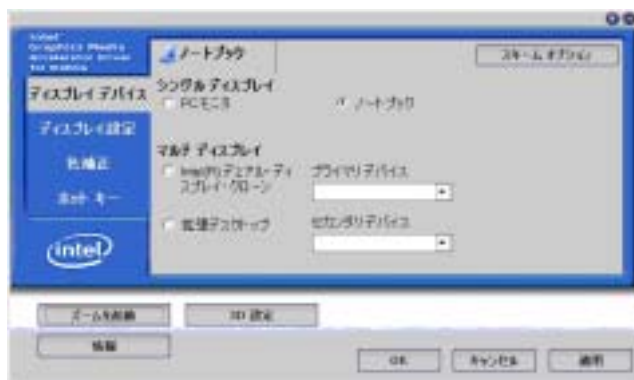 Intel
Graphics Media
Accelerator Driver
for mobile
ノートブック
スキーム オプション
ディスプレイ デバイス
シングル ディスプレイ
PCモニタ
ノートブック
ディスプレイ設定
マルチ ディスプレイ
色補正
Intel(R) デュアル・ディ
スプレイ・クローン
プライマリ デバイス
ホット キー
拡張デスクトップ
セカンダリ デバイス
intel
ズームを起動
3D 設定
情報
OK
キャンセル
適用